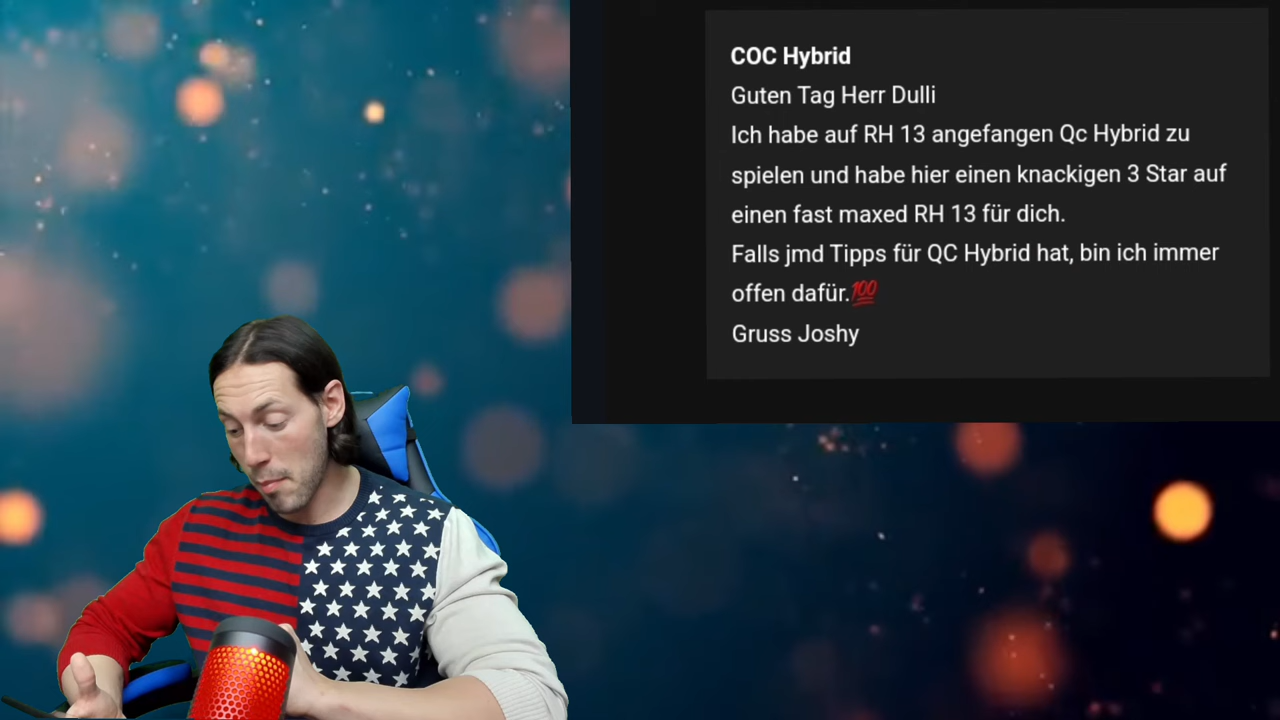 COC Hybrid
Guten Tag Herr Dulli
Ich habe auf RH 13 angefangen Qc Hybrid zu
spielen und habe hier einen knackigen 3 Star auf
einen fast maxed RH 13 für dich.
Falls jmd Tipps für QC Hybrid hat, bin ich immer
offen dafür.💯
Gruss Joshy